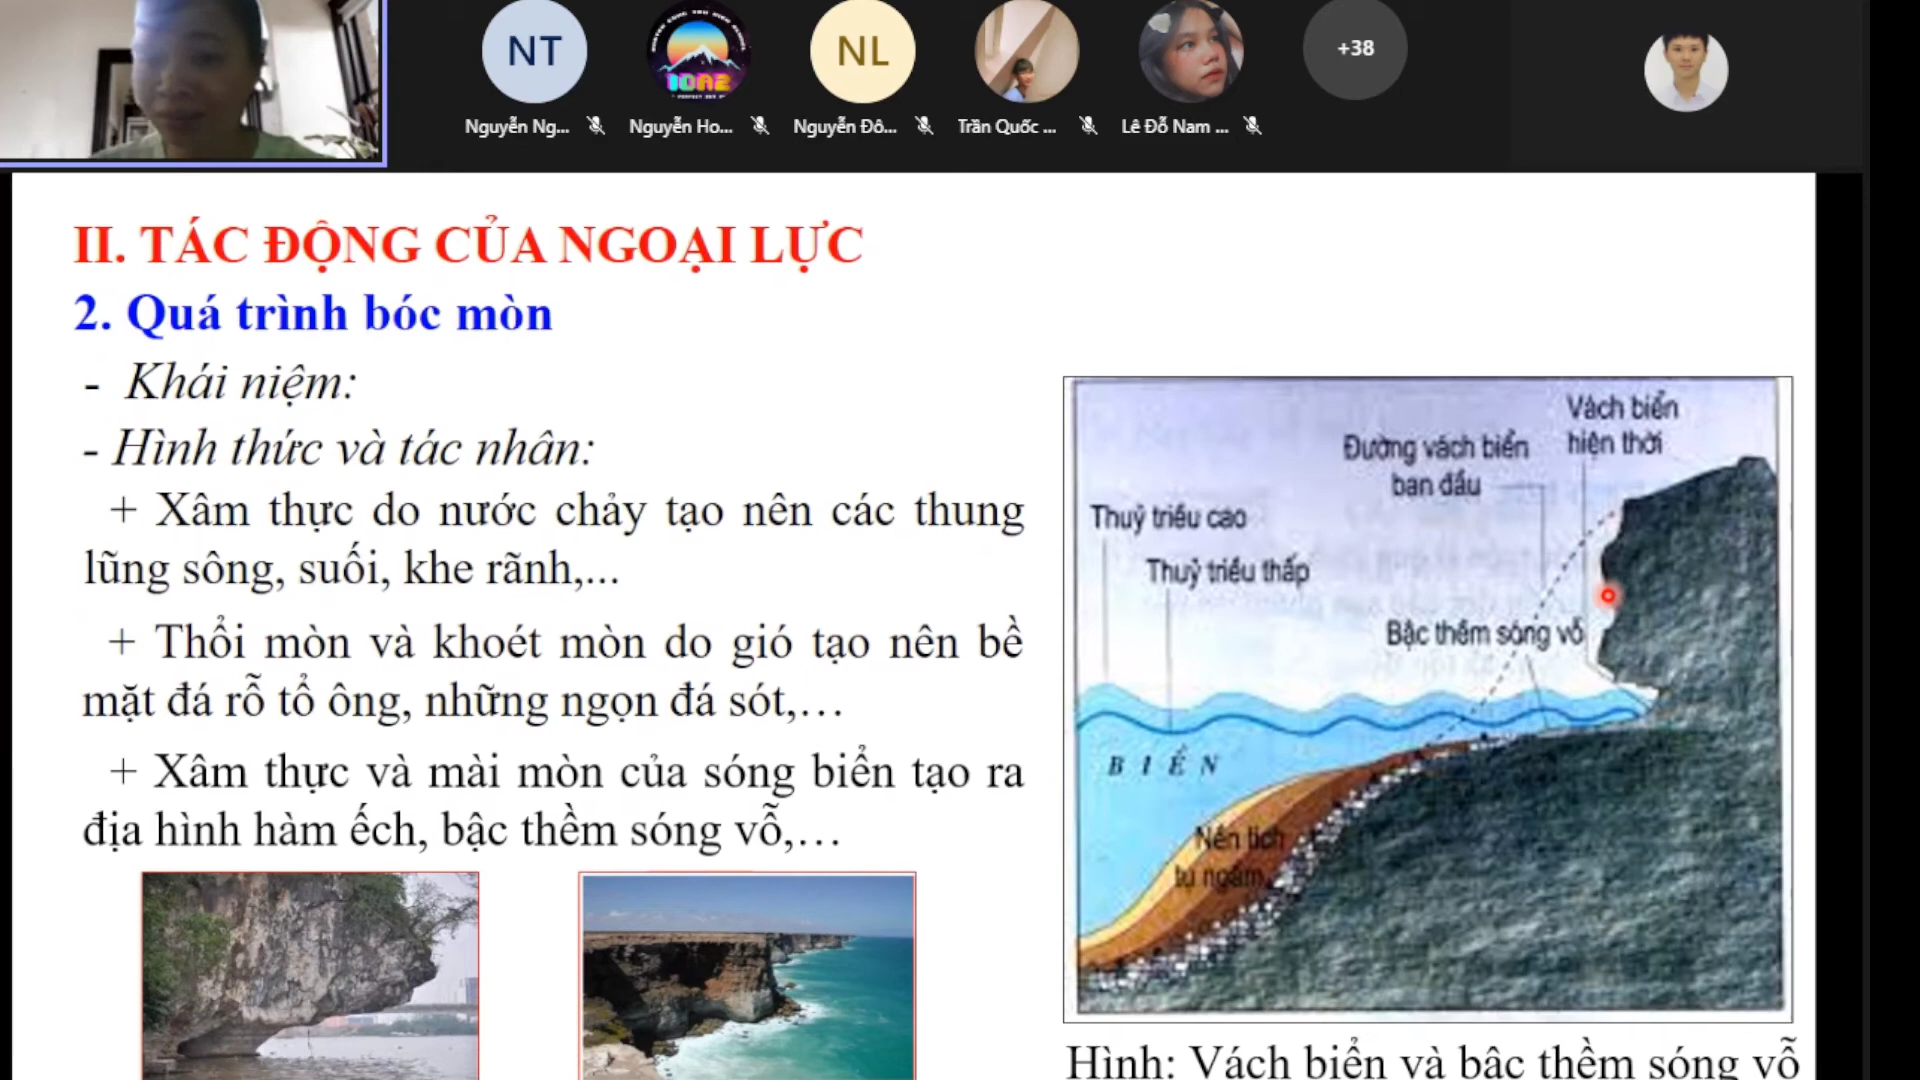 NT
NL
+38
10A2
Nguyễn Ng...
Nguyễn Ho...
Nguyễn Đô...
Trần Quốc ...
Lê Đỗ Nam ...
II. TÁC ĐỘNG CỦA NGOẠI LỰC
2. Quá trình bóc mòn
- Khái niệm:
- Hình thức và tác nhân:
+ Xâm thực do nước chảy tạo nên các thung
lũng sông, suối, khe rãnh,...
+ Thổi mòn và khoét mòn do gió tạo nên bề
mặt đá rỗ tổ ông, những ngọn đá sót,…
+ Xâm thực và mài mòn của sóng biển tạo ra
địa hình hàm ếch, bậc thềm sóng vỗ,…
Vách biển
hiện thời
Đường vách biển
ban đầu
Thuỷ triều cao
Thuỷ triều thấp
Bậc thềm sóng vỗ
BIỂN
Nền tích
tụ ngầm
Hình: Vách biển và bậc thềm sóng vỗ